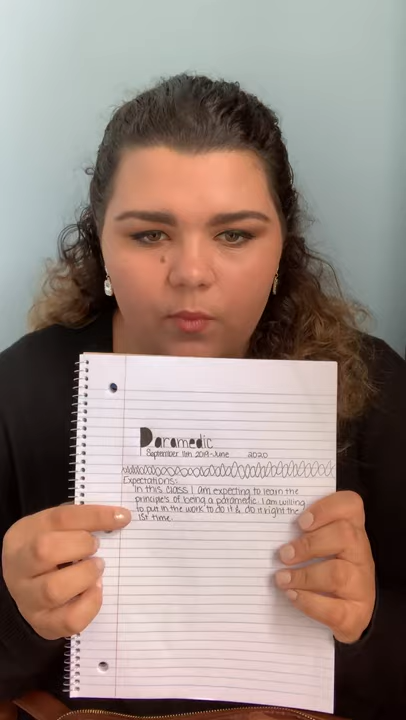 Paramedic
September 11th 2019-June 2020
Expectations:
In this class I am expecting to learn the
principle's of being a paramedic. I am willing
to put in the work to do it & do it right the
1st time.